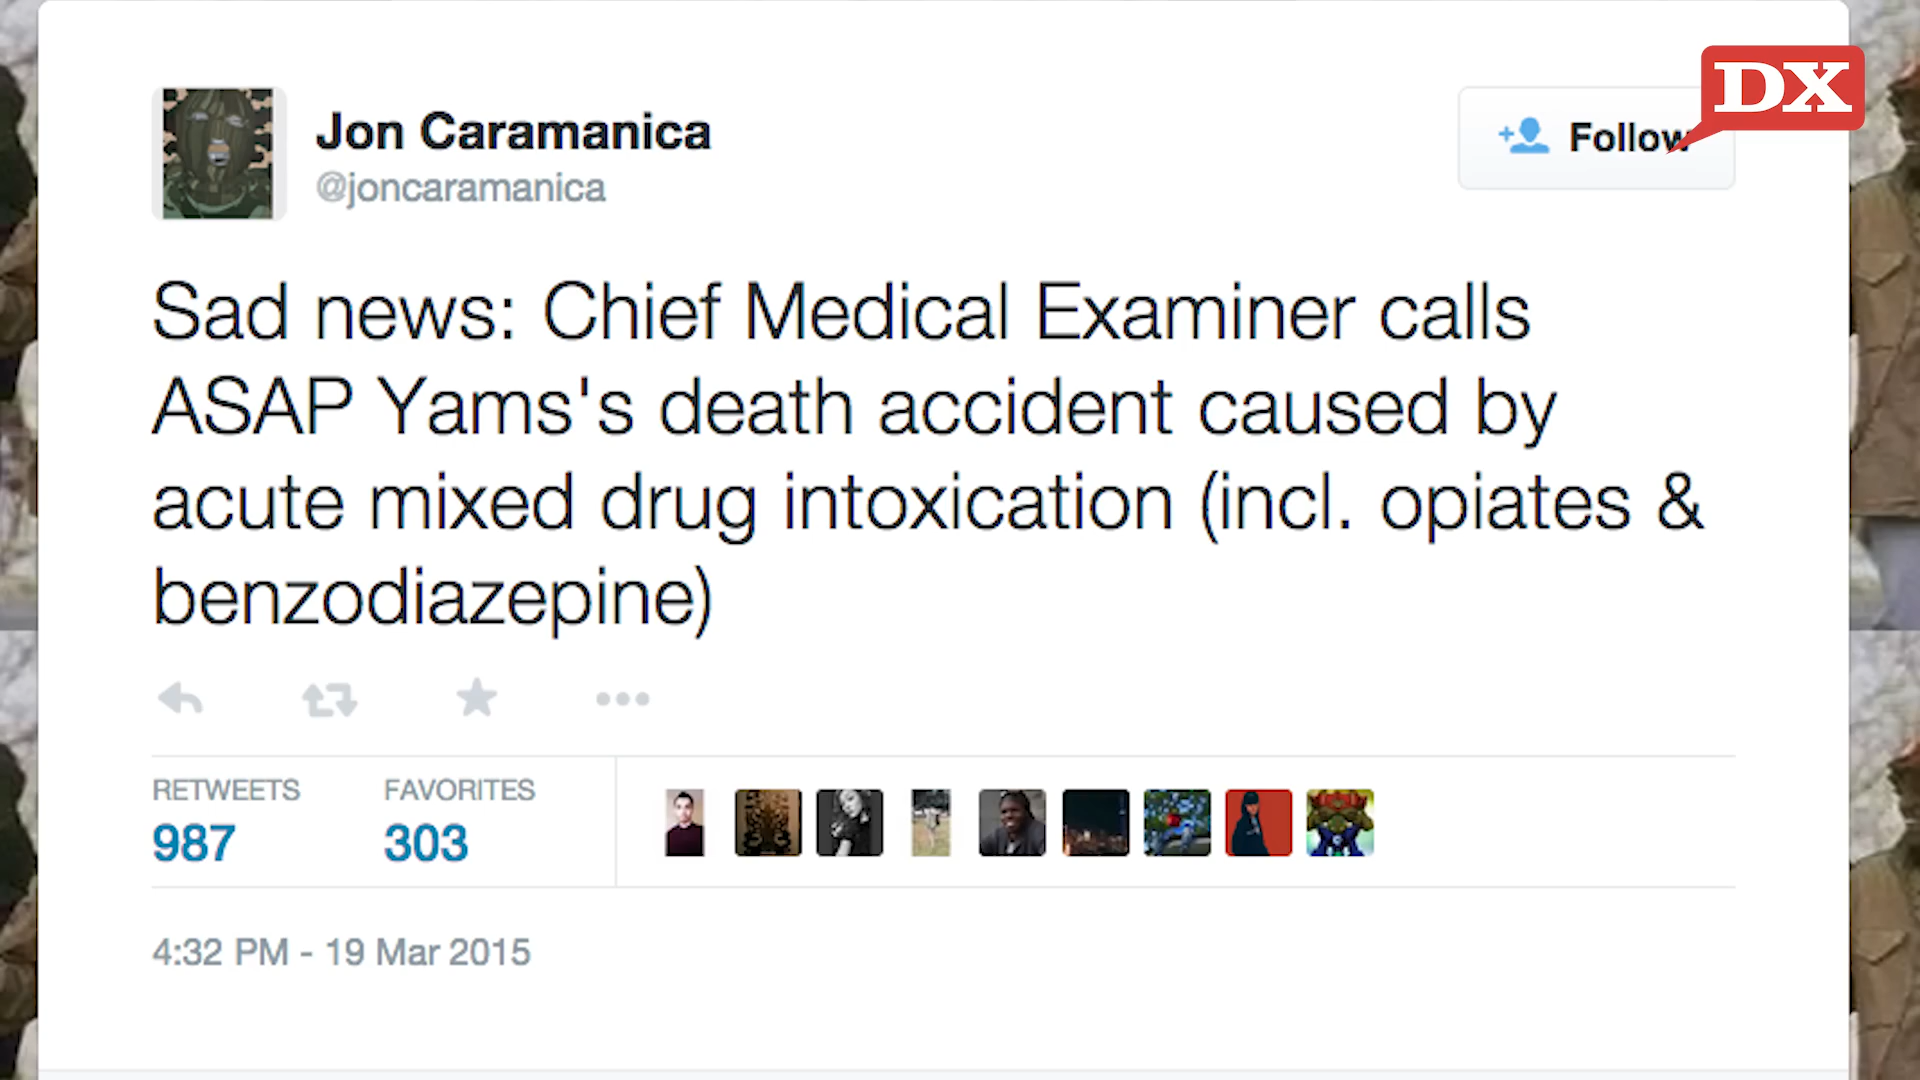 DX
Jon Caramanica
@joncaramanica
Follow
Sad news: Chief Medical Examiner calls
ASAP Yams's death accident caused by
acute mixed drug intoxication (incl. opiates &
benzodiazepine)
RETWEETS FAVORITES
987 303
4:32 PM - 19 Mar 2015